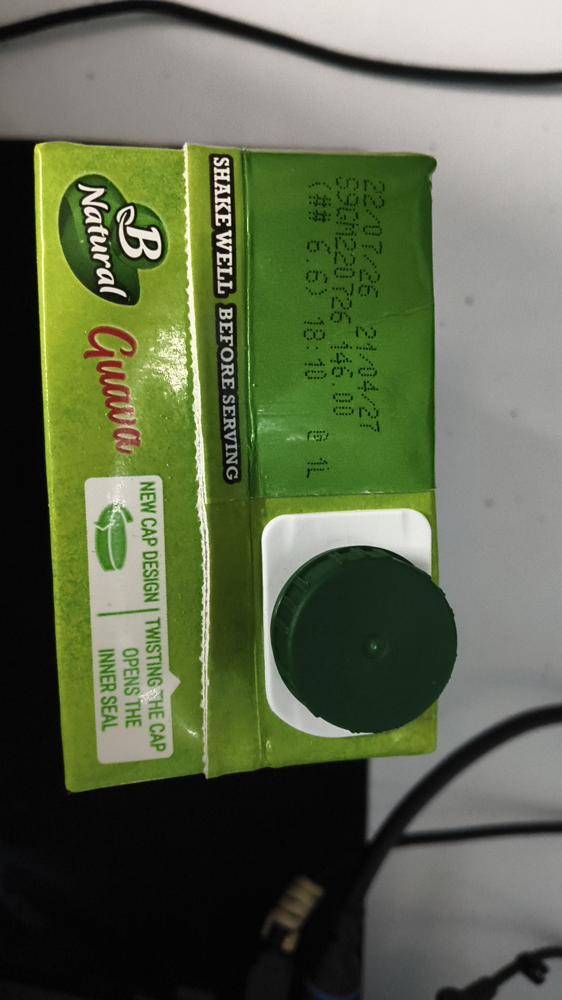 22/07/26 21/04/27
S9GM220726 146.00
(## 6.6) 18:10 @ 1L
SHAKE WELL BEFORE SERVING
B
Natural
Guava
NEW CAP DESIGN | TWISTING THE CAP
OPENS THE
INNER SEAL